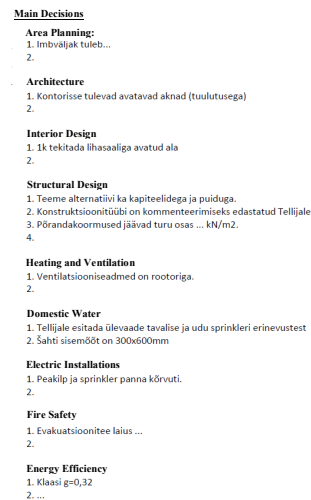 Main Decisions
Area Planning:
1. Imbväljak tuleb...
2.
Architecture
1. Kontorisse tulevad avatavad aknad (tuulutusega)
2.
Interior Design
1. 1k tekitada lihasaaliga avatud ala
2.
Structural Design
1. Teeme alternatiivi ka kapiteelidega ja puiduga.
2. Konstruktsioonitüübi on kommenteerimiseks edastatud Tellijale
3. Põrandakoormused jäävad turu osas ... kN/m2.
4.
Heating and Ventilation
1. Ventilatsiooniseadmed on rootoriga.
2.
Domestic Water
1. Tellijale esitada ülevaade tavalise ja udu sprinkleri erinevustest
2. Šahti sisemõõt on 300x600mm
Electric Installations
1. Peakilp ja sprinkler panna kõrvuti.
2.
Fire Safety
1. Evakuatsioonitee laius ...
2.
Energy Efficiency
1. Klaasi g=0,32
2. ...